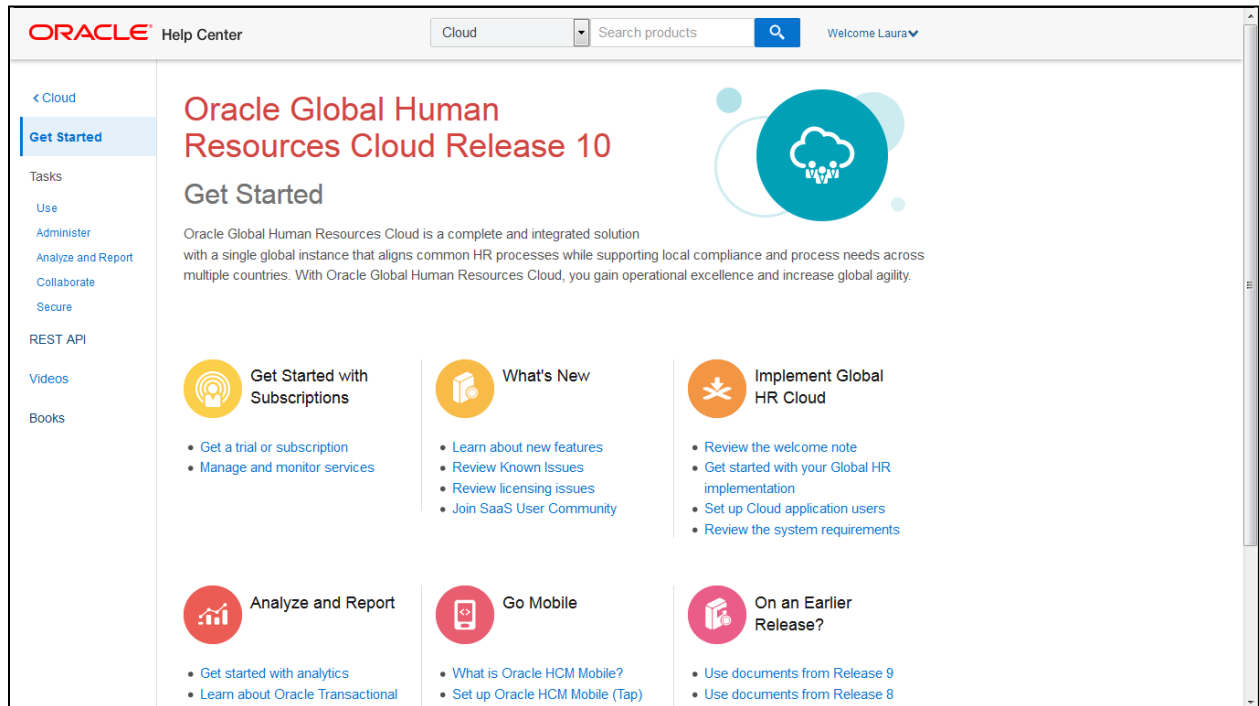 ORACLE® Help Center
Cloud
Search products
Welcome Laura
Cloud
Get Started
Tasks
Use
Administer
Analyze and Report
Collaborate
Secure
REST API
Videos
Books
Oracle Global Human
Resources Cloud Release 10
Get Started
Oracle Global Human Resources Cloud is a complete and integrated solution
with a single global instance that aligns common HR processes while supporting local compliance and process needs across
multiple countries. With Oracle Global Human Resources Cloud, you gain operational excellence and increase global agility.
Get Started with
Subscriptions
• Get a trial or subscription
• Manage and monitor services
What's New
• Learn about new features
• Review Known Issues
• Review licensing issues
• Join SaaS User Community
Implement Global
HR Cloud
• Review the welcome note
• Get started with your Global HR
implementation
• Set up Cloud application users
• Review the system requirements
Analyze and Report
• Get started with analytics
• Learn about Oracle Transactional
Go Mobile
• What is Oracle HCM Mobile?
• Set up Oracle HCM Mobile (Tap)
On an Earlier
Release?
• Use documents from Release 9
• Use documents from Release 8